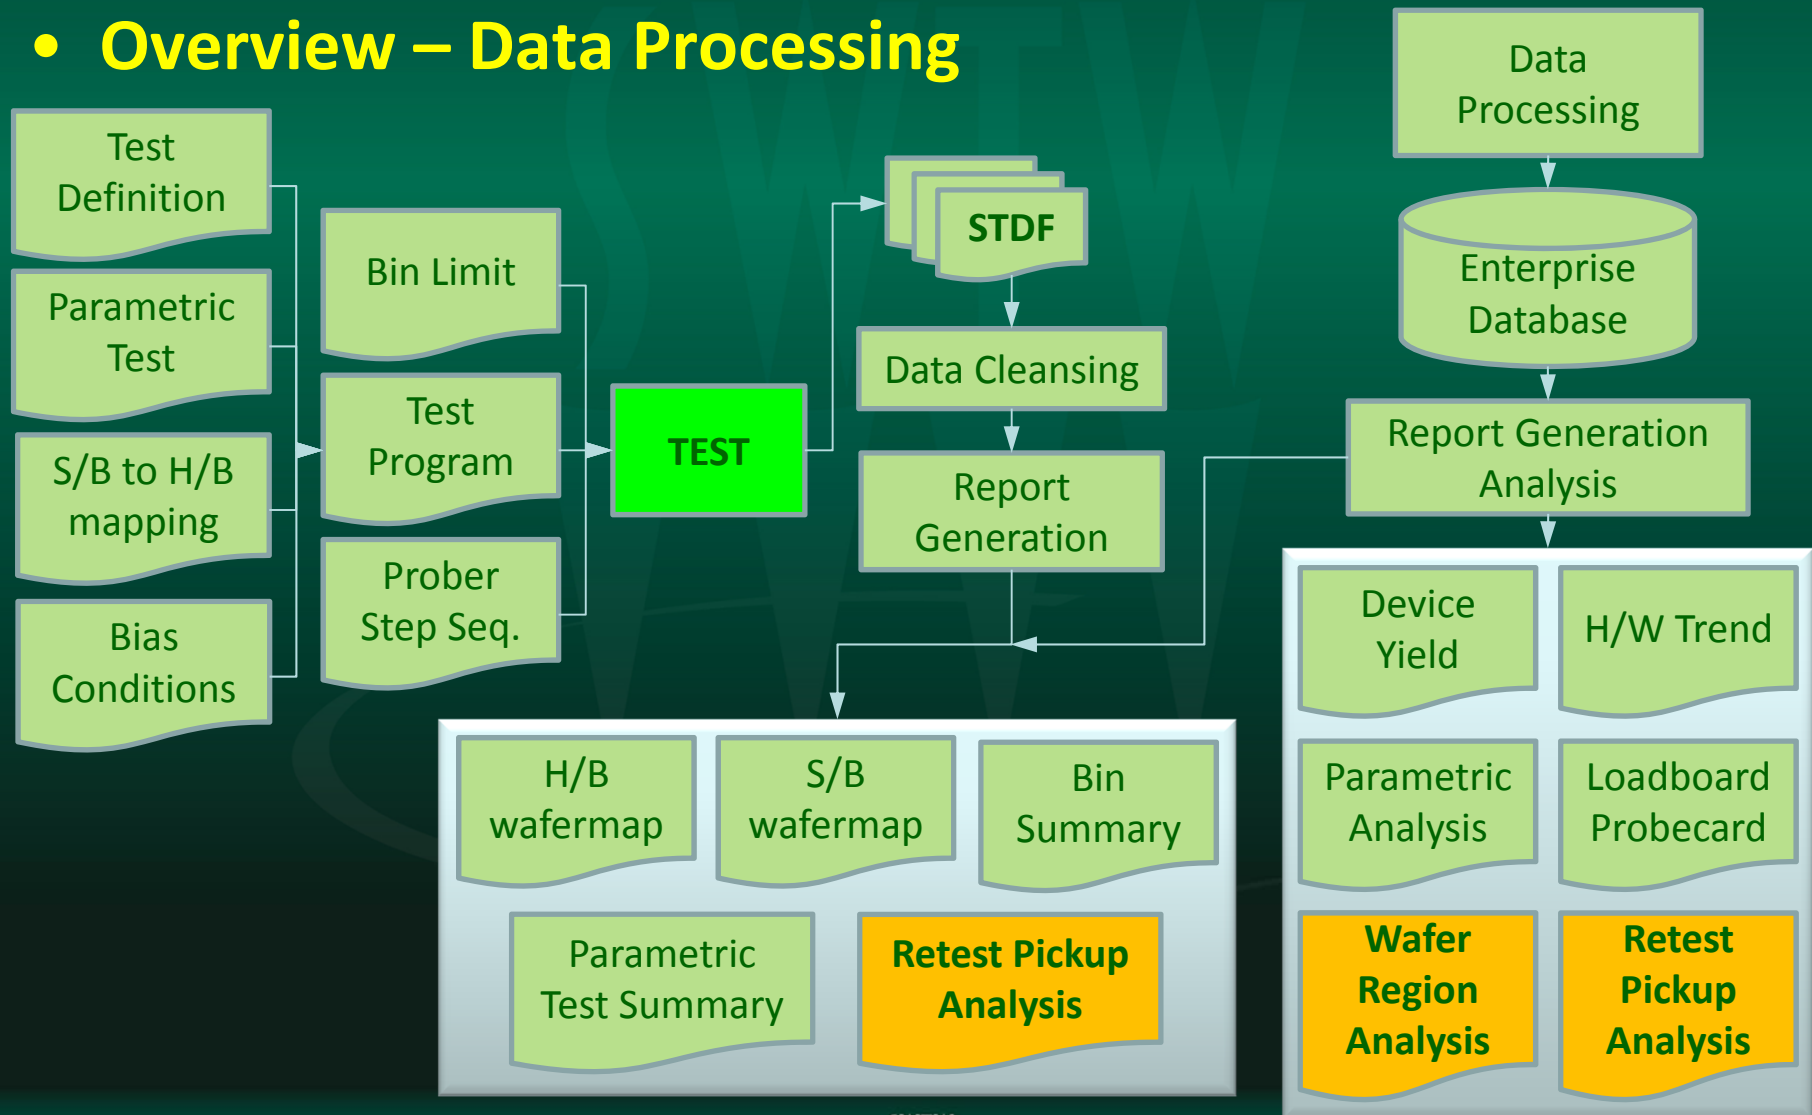 • Overview – Data Processing
Test
Definition
Parametric
Test
S/B to H/B
mapping
Bias
Conditions
Bin Limit
Test
Program
Prober
Step Seq.
TEST
STDF
Data Cleansing
Report
Generation
Data
Processing
Enterprise
Database
Report Generation
Analysis
H/B
wafermap
S/B
wafermap
Bin
Summary
Parametric
Test Summary
Retest Pickup
Analysis
Device
Yield
H/W Trend
Parametric
Analysis
Loadboard
Probecard
Wafer
Region
Analysis
Retest
Pickup
Analysis
SWTW